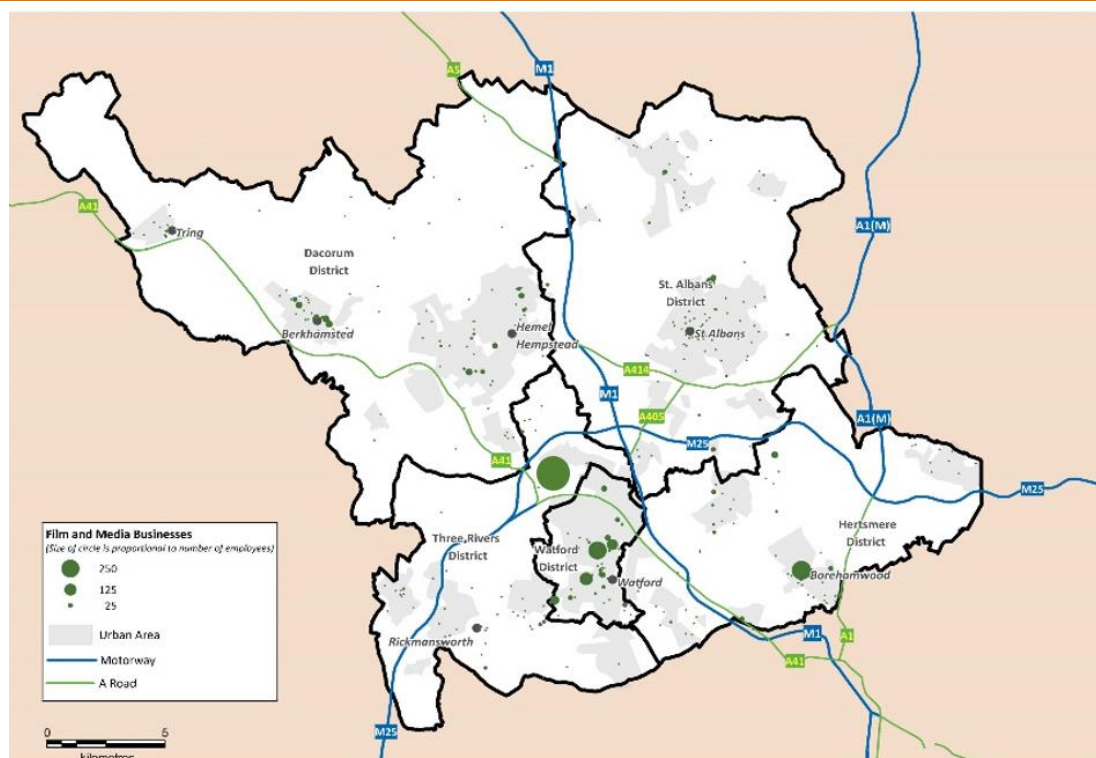 A5
M1
A1(M)
A41
Tring
Dacorum
District
Berkhamsted
Hemel
Hempstead
St. Albans
District
St Albans
A414
M1
A405
A1(M)
M25
A41
M25
Three Rivers
District
Watford
District
Watford
Hertsmere
District
Borehamwood
Rickmansworth
M1
A1
A41
M25
Film and Media Businesses
(Size of circle is proportional to number of employees)
250
125
25
Urban Area
Motorway
A Road
0 5
kilometres